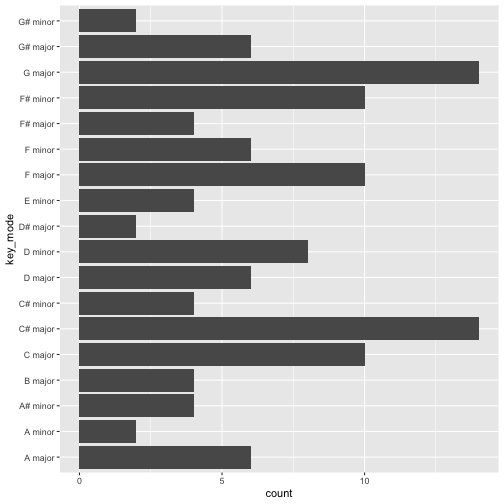 G# minor
G# major
G major
F# minor
F# major
F minor
F major
E minor
D# major
D minor
D major
C# minor
C# major
C major
B major
A# minor
A minor
A major
key_mode
0 5 10
count